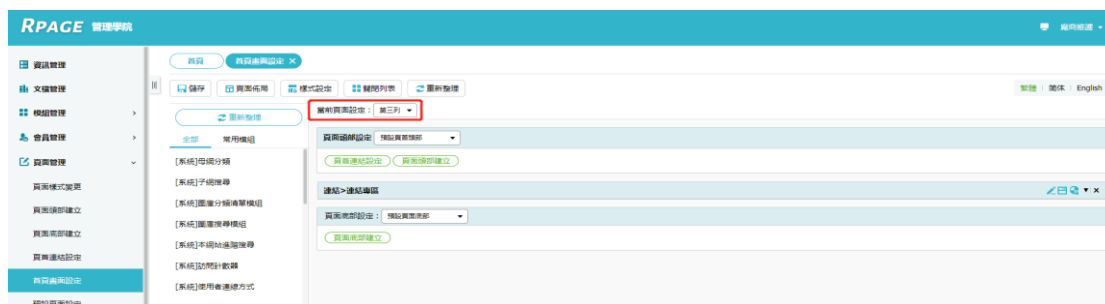 RPAGE 管理學院
廠商維護
資訊管理
文檔管理
模組管理
會員管理
頁面管理
頁面樣式變更
頁面頭部建立
頁面底部建立
頁首連結設定
首頁畫面設定
首頁
首頁畫面設定 ×
儲存
頁面佈局
樣式設定
關閉列表
重新整理
繁體 | 简体 | English
重新整理
全部
常用模組
[系統]母網分類
[系統]子網搜尋
[系統]圖庫分類清單模組
[系統]圖庫搜尋模組
[系統]本網站進階搜尋
[系統]訪問計數器
[系統]使用者連線方式
當前頁面設定： 第三列
頁面頭部設定 預設頁首頭部
頁首連結設定
頁面頭部建立
連結>連結專區
頁面底部設定： 預設頁面底部
頁面底部建立